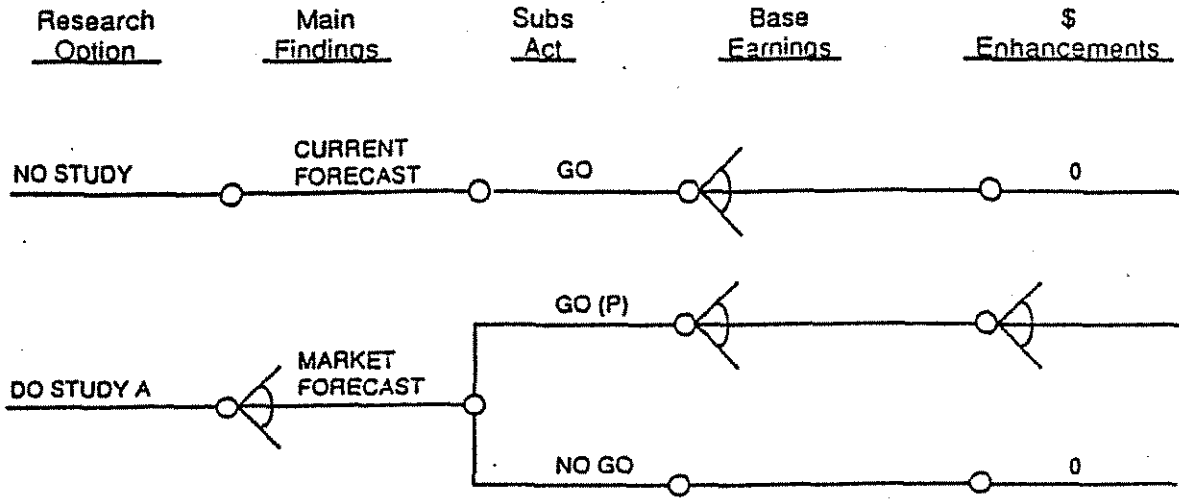 Research Option
Main Findings
Subs Act
Base Earnings
$ Enhancements
NO STUDY
CURRENT FORECAST
GO
0
GO (P)
DO STUDY A
MARKET FORECAST
NO GO
0